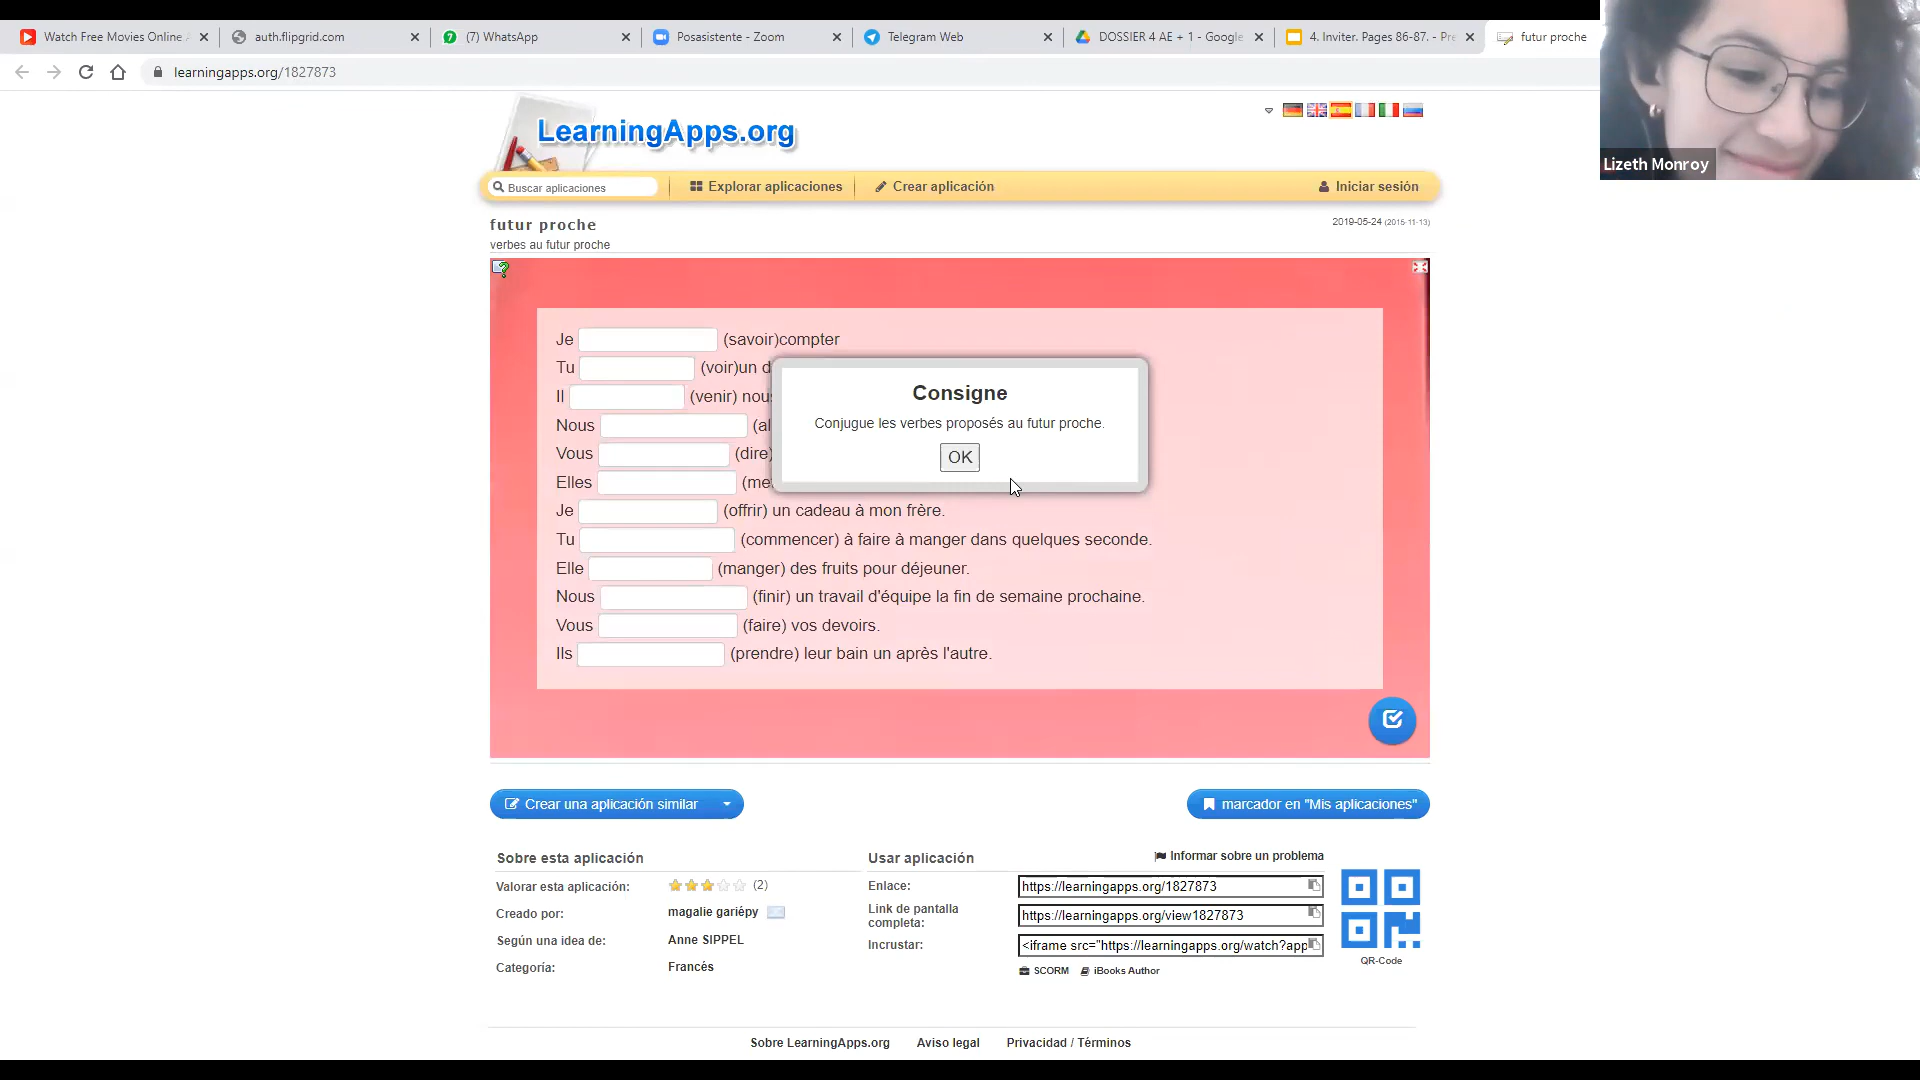 Watch Free Movies Online
auth.flipgrid.com
(7) WhatsApp
Posasistente - Zoom
Telegram Web
DOSSIER 4 AE + 1 - Google
4. Inviter. Pages 86-87. - Pre
futur proche
learningapps.org/1827873
Lizeth Monroy
LearningApps.org
Buscar aplicaciones
Explorar aplicaciones
Crear aplicación
Iniciar sesión
futur proche
2019-05-24 (2015-11-13)
verbes au futur proche
Je (savoir)compter
Tu (voir)un d
Il (venir) nous
Nous (al
Vous (dire)
Elles (me
Consigne
Conjugue les verbes proposés au futur proche.
OK
Je (offrir) un cadeau à mon frère.
Tu (commencer) à faire à manger dans quelques seconde.
Elle (manger) des fruits pour déjeuner.
Nous (finir) un travail d'équipe la fin de semaine prochaine.
Vous (faire) vos devoirs.
Ils (prendre) leur bain un après l'autre.
Crear una aplicación similar
marcador en "Mis aplicaciones"
Sobre esta aplicación
Valorar esta aplicación: (2)
Creado por: magalie gariépy
Según una idea de: Anne SIPPEL
Categoría: Francés
Usar aplicación
Informar sobre un problema
Enlace: https://learningapps.org/1827873
Link de pantalla completa: https://learningapps.org/view1827873
Incrustar: <iframe src="https://learningapps.org/watch?app
SCORM iBooks Author
QR-Code
Sobre LearningApps.org
Aviso legal
Privacidad / Términos